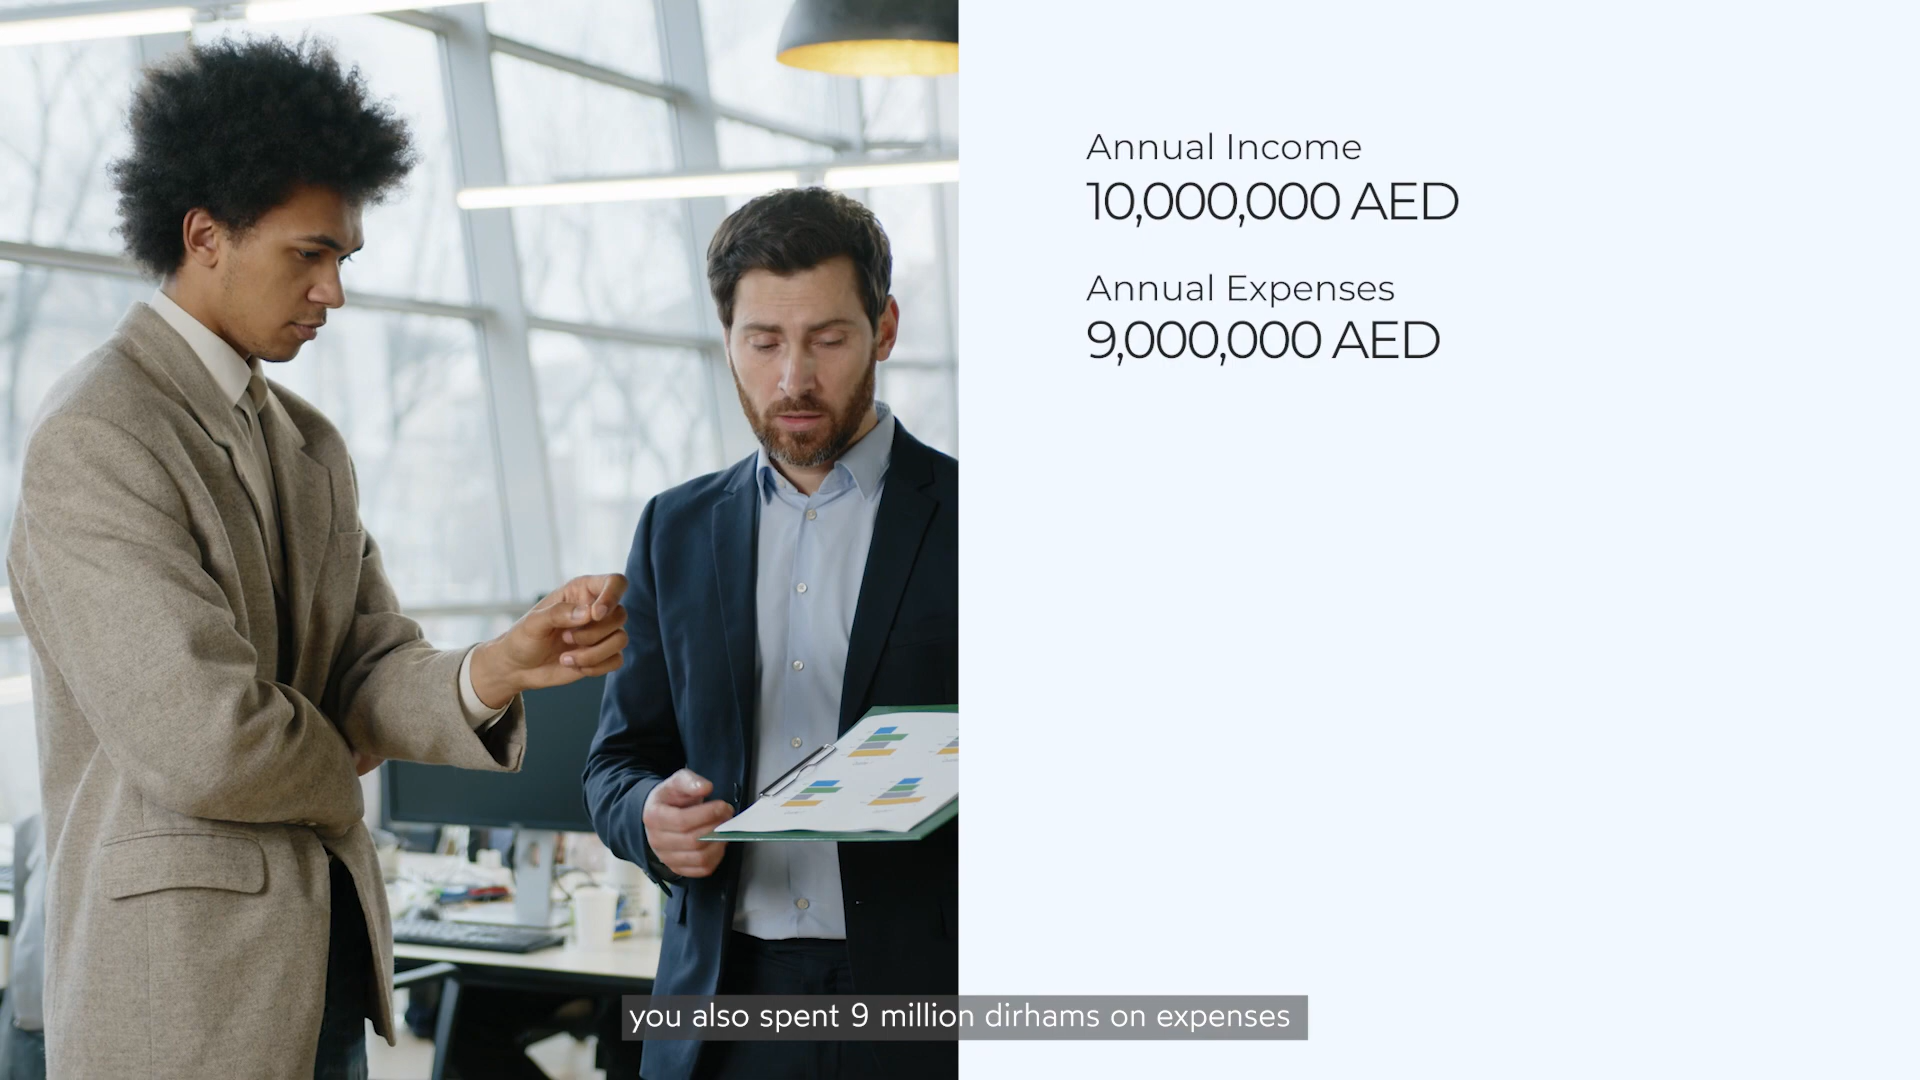 Annual Income
10,000,000 AED
Annual Expenses
9,000,000 AED
you also spent 9 million dirhams on expenses